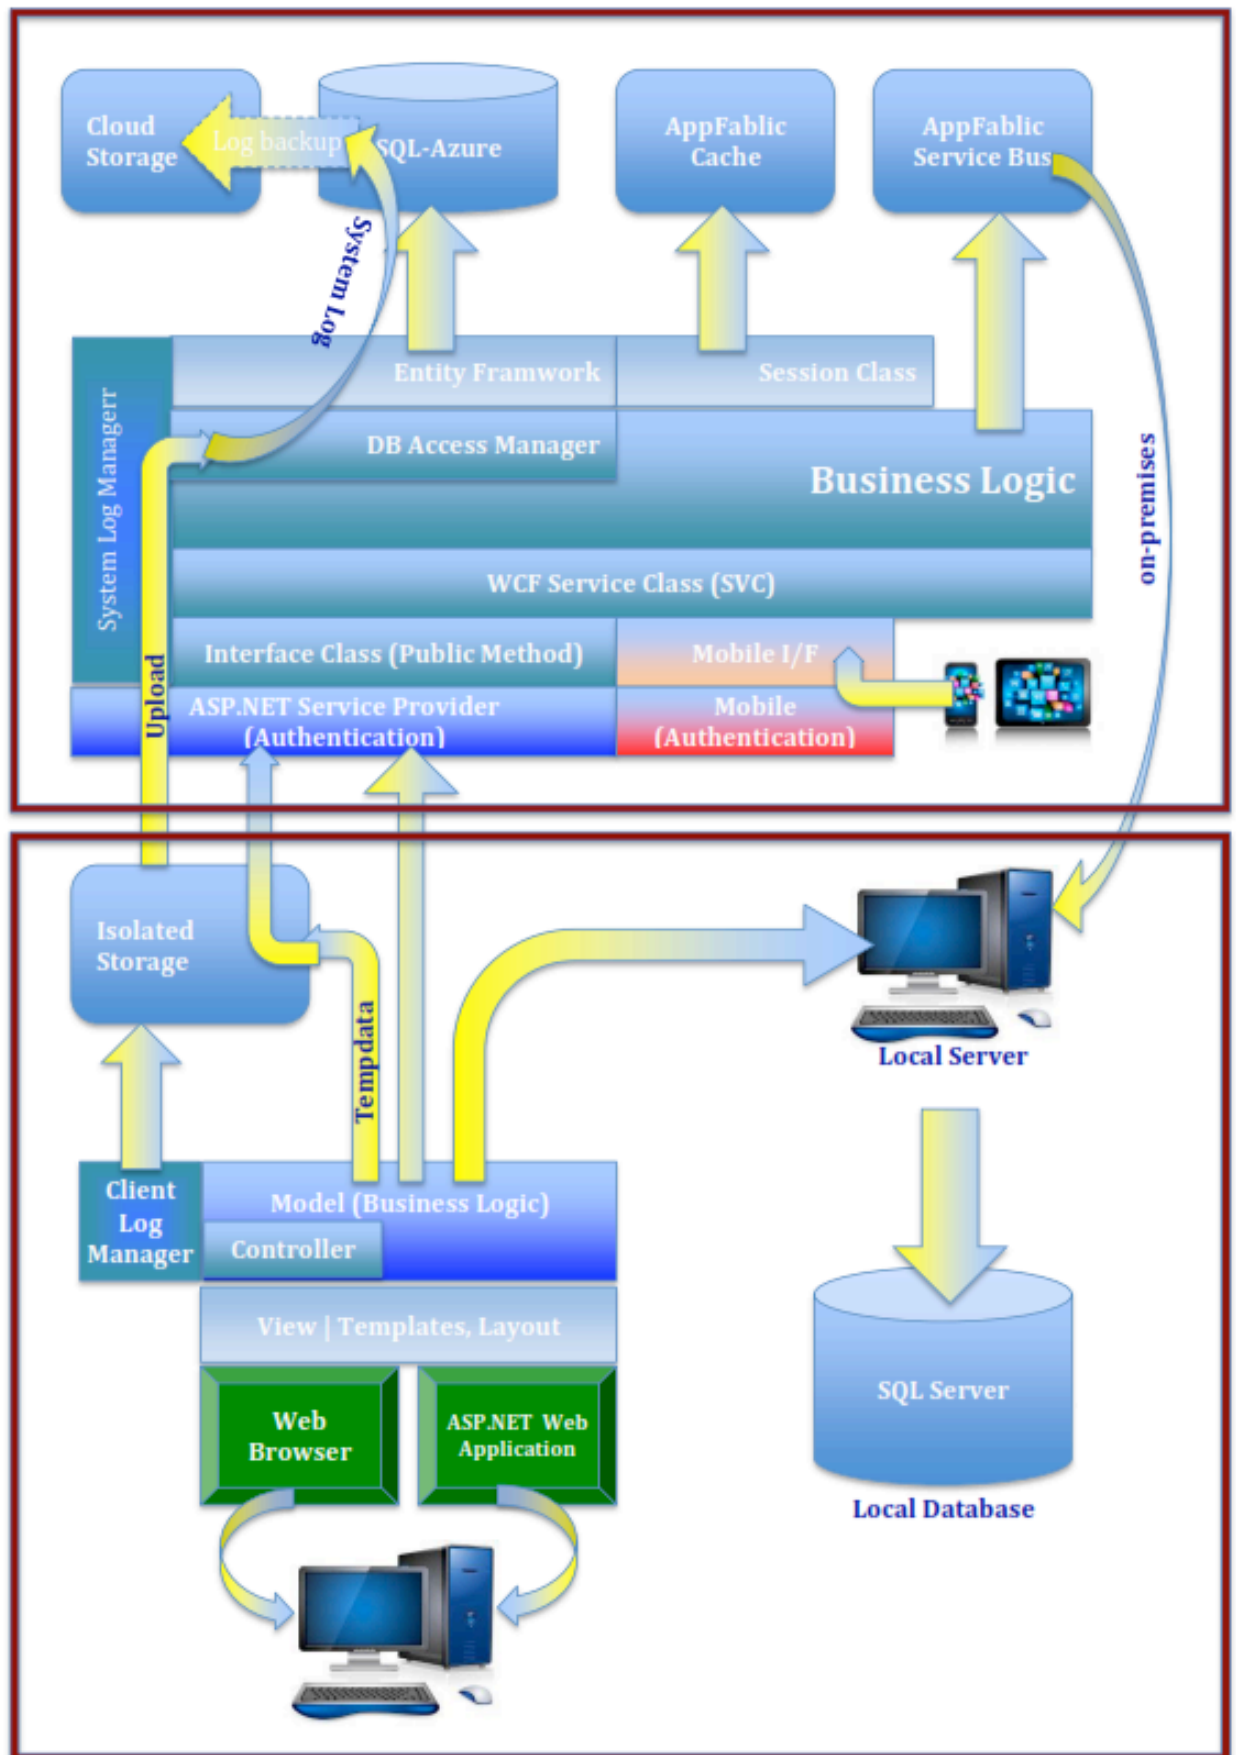 Cloud
Storage
Log backup
SQL-Azure
AppFablic
Cache
AppFablic
Service Bus
System Log
Entity Framwork
Session Class
System Log Managerr
DB Access Manager
Business Logic
on-premises
WCF Service Class (SVC)
Interface Class (Public Method)
Mobile I/F
Upload
ASP.NET Service Provider
(Authentication)
Mobile
(Authentication)
Isolated
Storage
Tempdata
Local Server
Client
Log
Manager
Model (Business Logic)
Controller
View | Templates, Layout
Web
Browser
ASP.NET Web
Application
SQL Server
Local Database